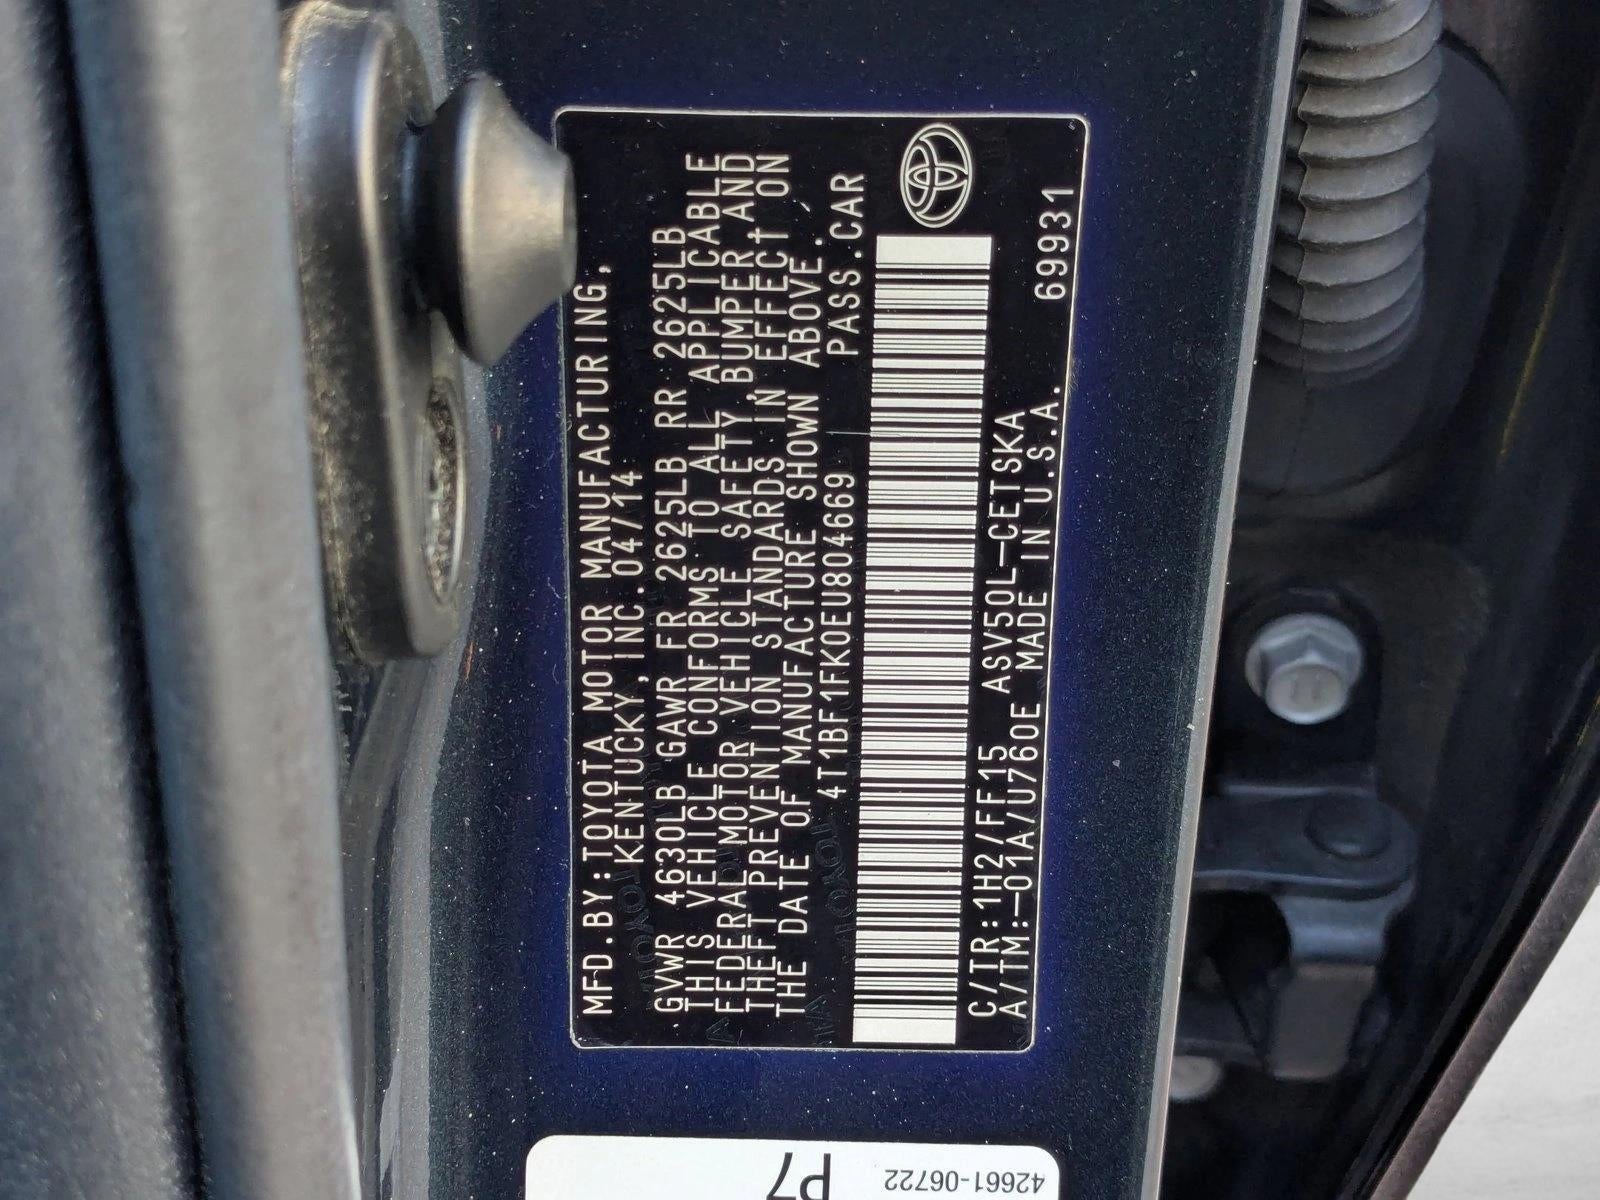 MFD.BY:TOYOTA MOTOR MANUFACTURING,
KENTUCKY,INC.04/14
GVWR 4630LB GAWR FR 2625LB RR 2625LB
THIS VEHICLE CONFORMS TO ALL APPLICABLE
FEDERAL MOTOR VEHICLE SAFETY,BUMPER,AND
THEFT PREVENTION STANDARDS IN EFFECT ON
THE DATE OF MANUFACTURE SHOWN ABOVE.
4T1BF1FK0EU804669 PASS.CAR
C/TR:1H2/FF15 ASV50L-CETSKA
A/TM:-01A/U760E MADE IN U.S.A. 69931
42661-06722
P7